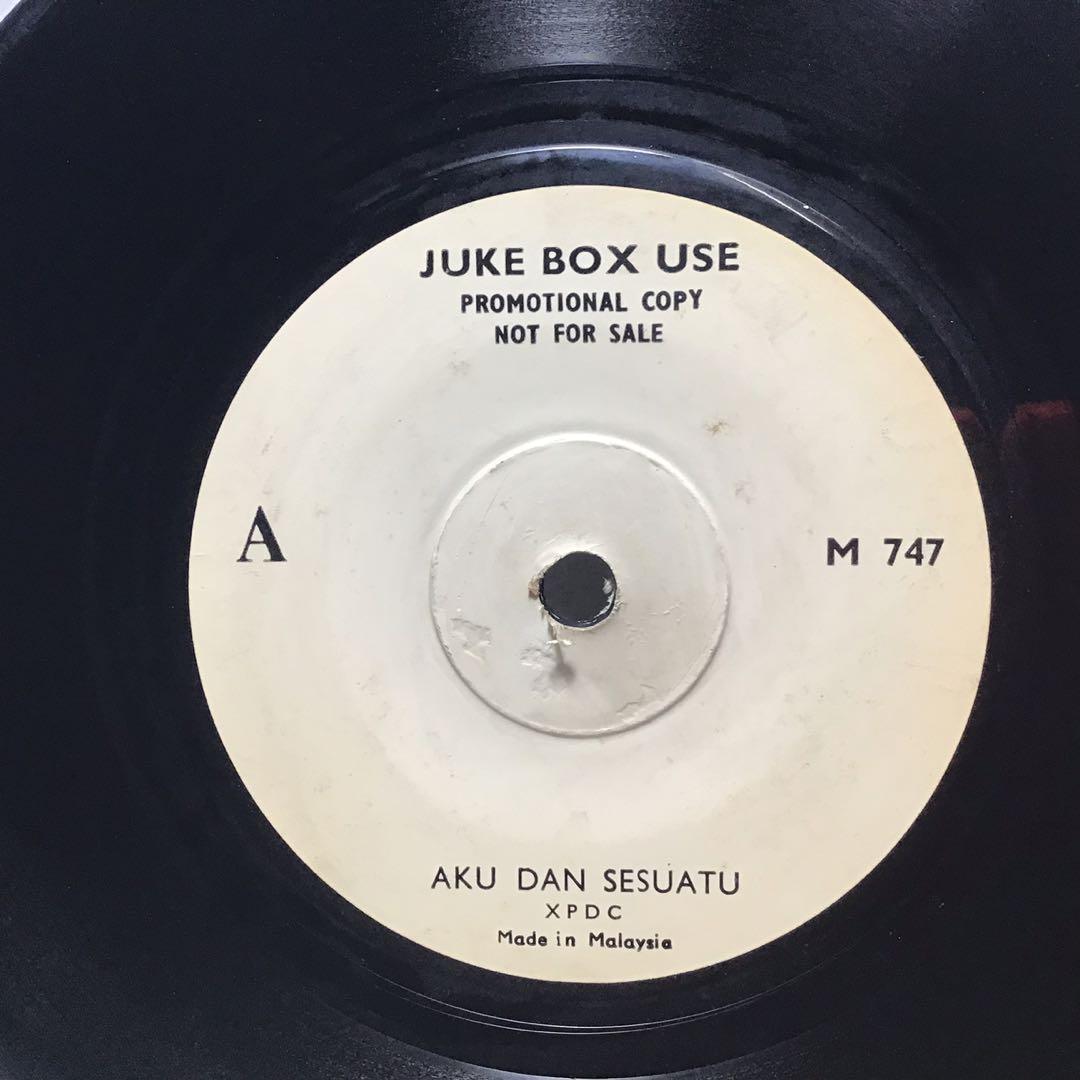 JUKE BOX USE
PROMOTIONAL COPY
NOT FOR SALE
A
M 747
AKU DAN SESUATU
XPDC
Made in Malaysia